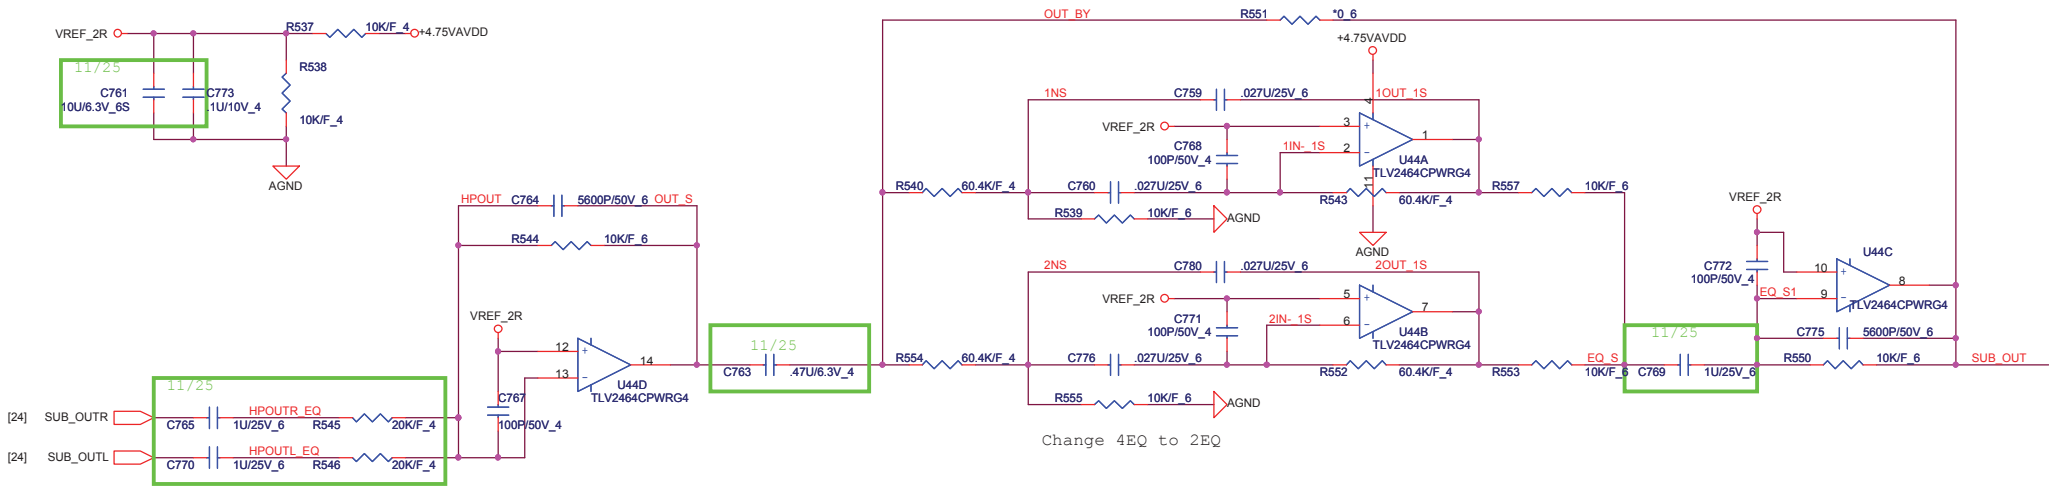 OUT_BY R551 *0_6
VREF_2R R537 10K/F_4 +4.75VAVDD
+4.75VAVDD
11/25
R538
C761 C773
10U/6.3V_6S .1U/10V_4
10K/F_4
AGND
1NS C759 .027U/25V_6 1OUT_1S
4
VREF_2R 3 + 1
C768 1IN-_1S 2 −
100P/50V_4 U44A
TLV2464CPWRG4
11
R540 60.4K/F_4 C760 .027U/25V_6 R543 60.4K/F_4 R557 10K/F_6
R539 10K/F_6 AGND
AGND
HPOUT C764 5600P/50V_6 OUT_S
R544 10K/F_6
VREF_2R
U44C
2NS C780 .027U/25V_6 2OUT_1S
C772 10 + 8
100P/50V_4
EQ_S1 9 −
TLV2464CPWRG4
VREF_2R 5 + 7
C771 2IN-_1S 6 −
100P/50V_4 U44B
TLV2464CPWRG4
VREF_2R
12 + 14
13 −
U44D
TLV2464CPWRG4
C767
100P/50V_4
11/25
C763 .47U/6.3V_4
R554 60.4K/F_4 C776 .027U/25V_6 R552 60.4K/F_4 R553 10K/F_6 EQ_S
11/25
C769 1U/25V_6
C775 5600P/50V_6
R550 10K/F_6 SUB_OUT
R555 10K/F_6 AGND
11/25
[24] SUB_OUTR C765 1U/25V_6 HPOUTR_EQ R545 20K/F_4
[24] SUB_OUTL C770 1U/25V_6 HPOUTL_EQ R546 20K/F_4
Change 4EQ to 2EQ